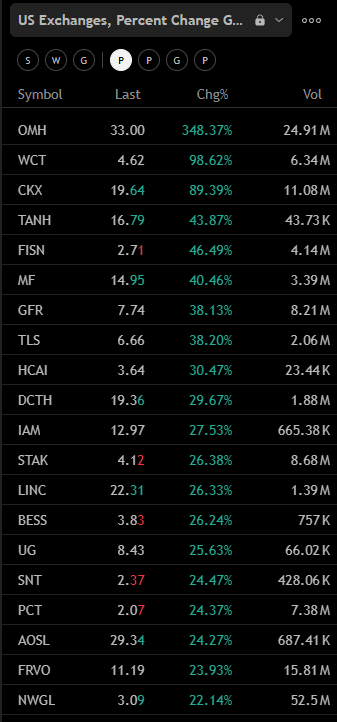 US Exchanges, Percent Change G...
S W G P P G P
Symbol Last Chg% Vol
OMH 33.00 348.37% 24.91 M
WCT 4.62 98.62% 6.34 M
CKX 19.64 89.39% 11.08 M
TANH 16.79 43.87% 43.73 K
FISN 2.71 46.49% 4.14 M
MF 14.95 40.46% 3.39 M
GFR 7.74 38.13% 8.21 M
TLS 6.66 38.20% 2.06 M
HCAI 3.64 30.47% 23.44 K
DCTH 19.36 29.67% 1.88 M
IAM 12.97 27.53% 665.38 K
STAK 4.12 26.38% 8.68 M
LINC 22.31 26.33% 1.39 M
BESS 3.83 26.24% 757 K
UG 8.43 25.63% 66.02 K
SNT 2.37 24.47% 428.06 K
PCT 2.07 24.37% 7.38 M
AOSL 29.34 24.27% 687.41 K
FRVO 11.19 23.93% 15.81 M
NWGL 3.09 22.14% 52.5 M